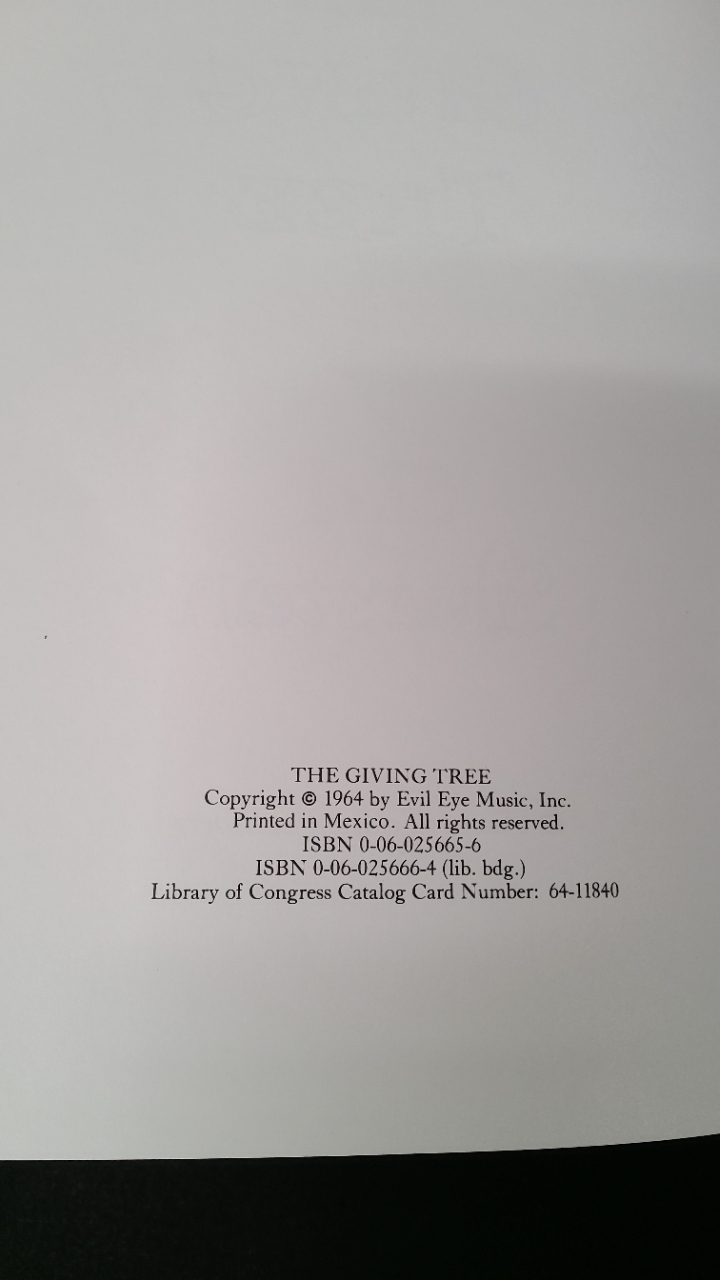 THE GIVING TREE
Copyright © 1964 by Evil Eye Music, Inc.
Printed in Mexico. All rights reserved.
ISBN 0-06-025665-6
ISBN 0-06-025666-4 (lib. bdg.)
Library of Congress Catalog Card Number: 64-11840